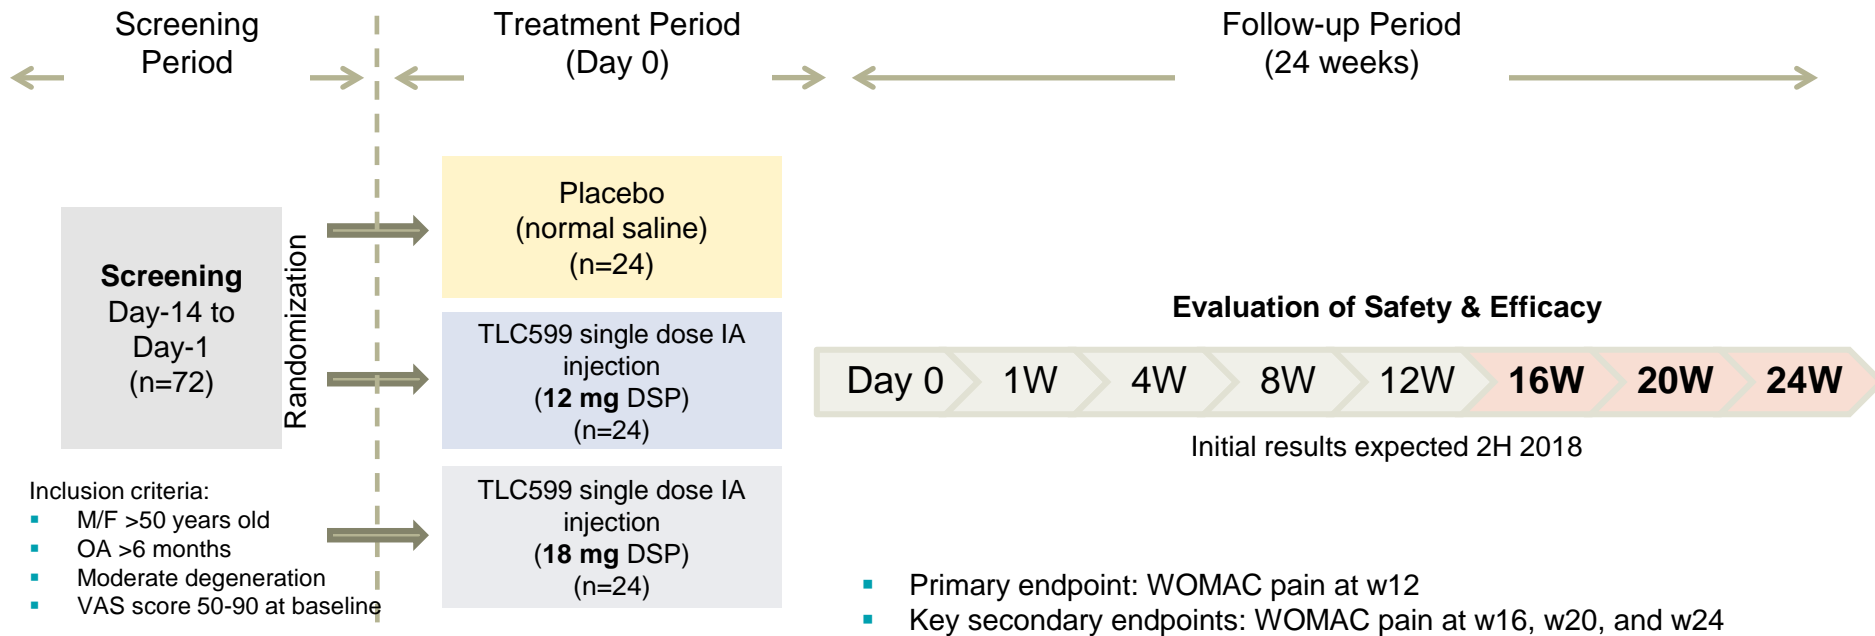 Screening
Period
Treatment Period
(Day 0)
Follow-up Period
(24 weeks)
Screening
Day-14 to
Day-1
(n=72)
Randomization
Placebo
(normal saline)
(n=24)
TLC599 single dose IA
injection
(12 mg DSP)
(n=24)
TLC599 single dose IA
injection
(18 mg DSP)
(n=24)
Evaluation of Safety & Efficacy
Day 0 1W 4W 8W 12W 16W 20W 24W
Initial results expected 2H 2018
Inclusion criteria:
▪ M/F >50 years old
▪ OA >6 months
▪ Moderate degeneration
▪ VAS score 50-90 at baseline
▪ Primary endpoint: WOMAC pain at w12
▪ Key secondary endpoints: WOMAC pain at w16, w20, and w24